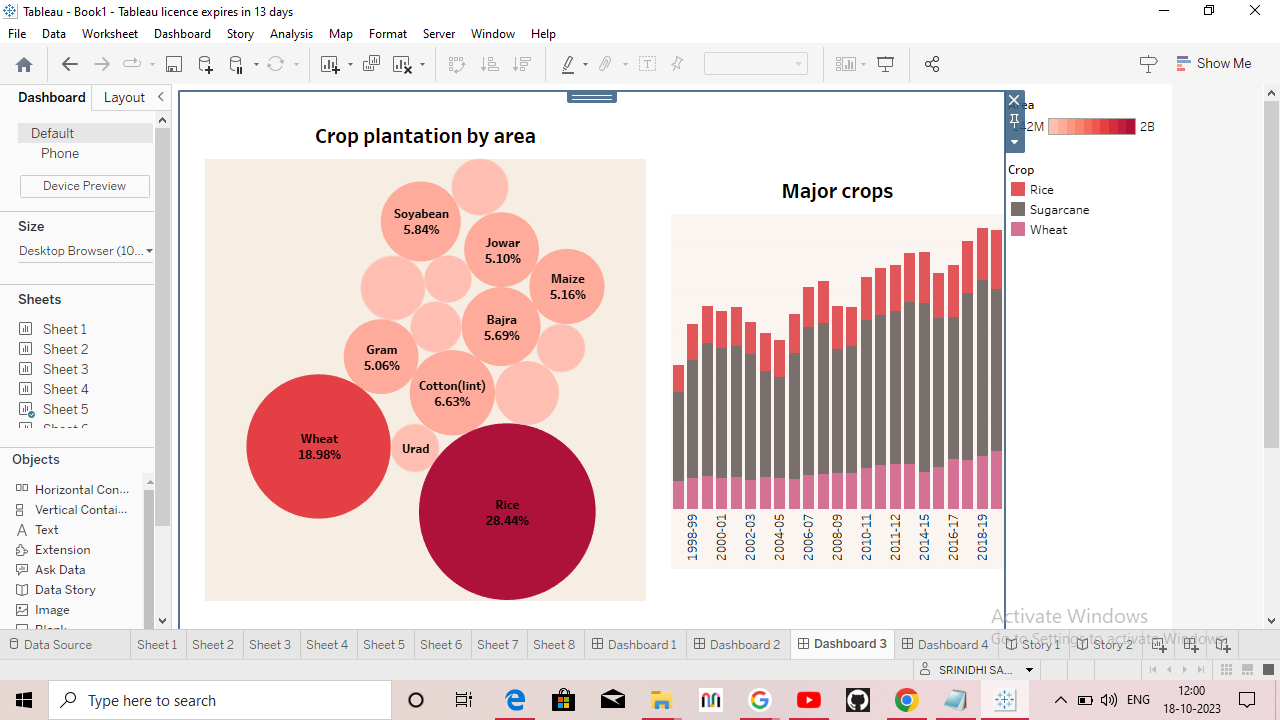 Tableau - Book1 - Tableau licence expires in 13 days
File Data Worksheet Dashboard Story Analysis Map Format Server Window Help
Show Me
Dashboard Layout
Default
Phone
Device Preview
Size
Desktop Browser (10...
Sheets
Sheet 1
Sheet 2
Sheet 3
Sheet 4
Sheet 5
Objects
Horizontal Con...
Vertical Contai...
Text
Extension
Ask Data
Data Story
Image
Crop plantation by area
Soyabean
5.84%
Jowar
5.10%
Maize
5.16%
Bajra
5.69%
Gram
5.06%
Cotton(lint)
6.63%
Wheat
18.98%
Urad
Rice
28.44%
Major crops
1998-99
2000-01
2002-03
2004-05
2006-07
2008-09
2010-11
2011-12
2014-15
2016-17
2018-19
2B
Crop
Rice
Sugarcane
Wheat
Activate Windows
Go to Settings to activate Windows.
Data Source Sheet 1 Sheet 2 Sheet 3 Sheet 4 Sheet 5 Sheet 6 Sheet 7 Sheet 8 Dashboard 1 Dashboard 2 Dashboard 3 Dashboard 4 Story 1 Story 2
SRINIDHI SA...
Type here to search
ENG
12:00
18-10-2023